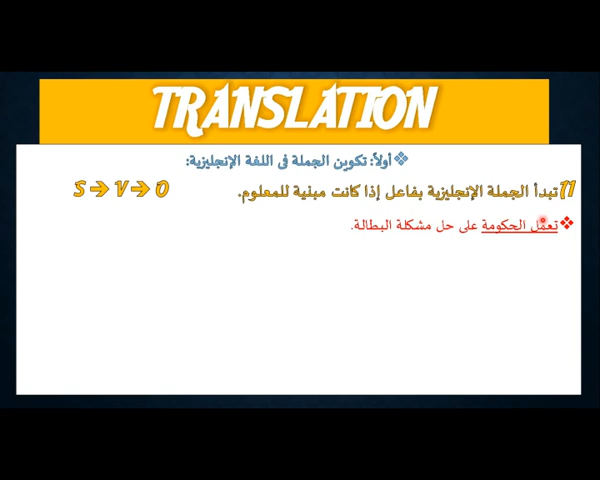 TRANSLATION
❖أولاً: تكوين الجملة فى اللغة الإنجليزية:
1) تبدأ الجملة الإنجليزية بفاعل إذا كانت مبنية للمعلوم. S → V → O
❖ تعمل الحكومة على حل مشكلة البطالة.